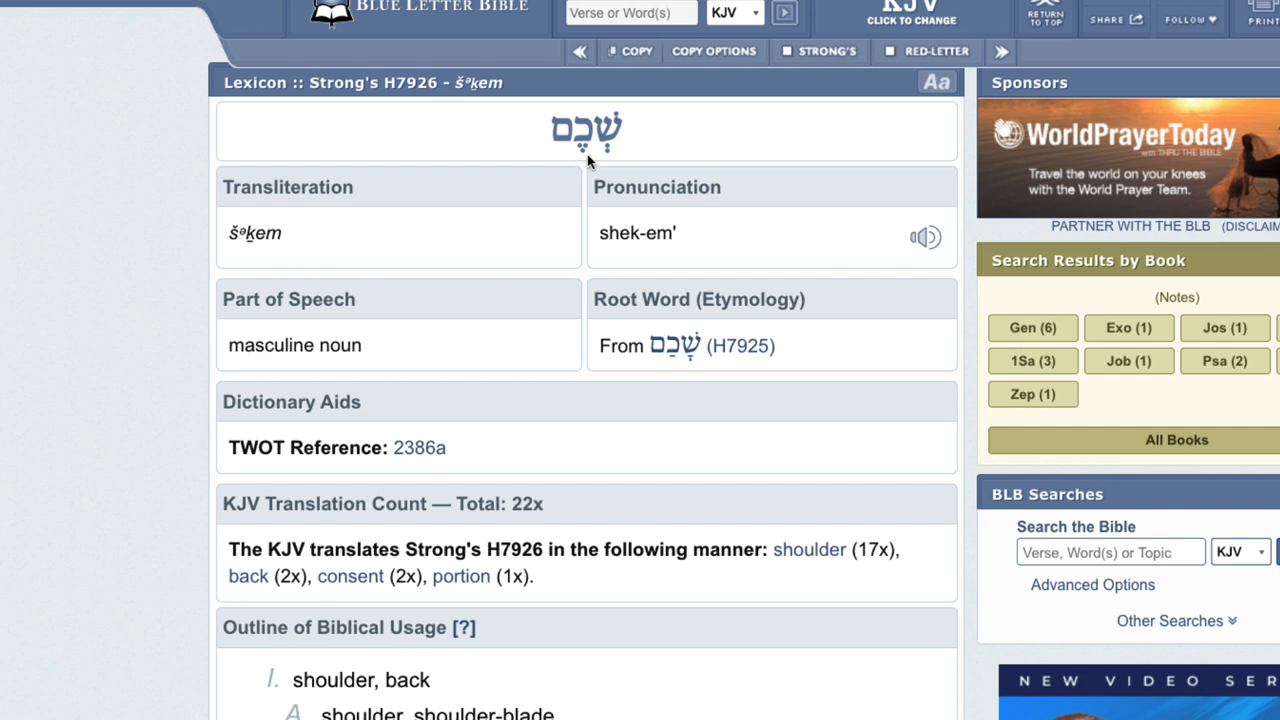 BLUE LETTER BIBLE
Verse or Word(s)
KJV
KJV
CLICK TO CHANGE
RETURN
TO TOP
SHARE
FOLLOW
PRINT
COPY
COPY OPTIONS
STRONG'S
RED-LETTER
Lexicon :: Strong's H7926 - šᵊḵem
Aa
שְׁכֶם
Transliteration
Pronunciation
šᵊḵem
shek-em'
Part of Speech
Root Word (Etymology)
masculine noun
From שָׁכַם (H7925)
Dictionary Aids
TWOT Reference: 2386a
KJV Translation Count — Total: 22x
The KJV translates Strong's H7926 in the following manner: shoulder (17x),
back (2x), consent (2x), portion (1x).
Outline of Biblical Usage [?]
I. shoulder, back
A. shoulder, shoulder-blade
Sponsors
WorldPrayerToday
with THRU THE BIBLE
Travel the world on your knees
with the World Prayer Team.
PARTNER WITH THE BLB (DISCLAIM
Search Results by Book
(Notes)
Gen (6)
Exo (1)
Jos (1)
1Sa (3)
Job (1)
Psa (2)
Zep (1)
All Books
BLB Searches
Search the Bible
Verse, Word(s) or Topic
KJV
Advanced Options
Other Searches
NEW VIDEO SER